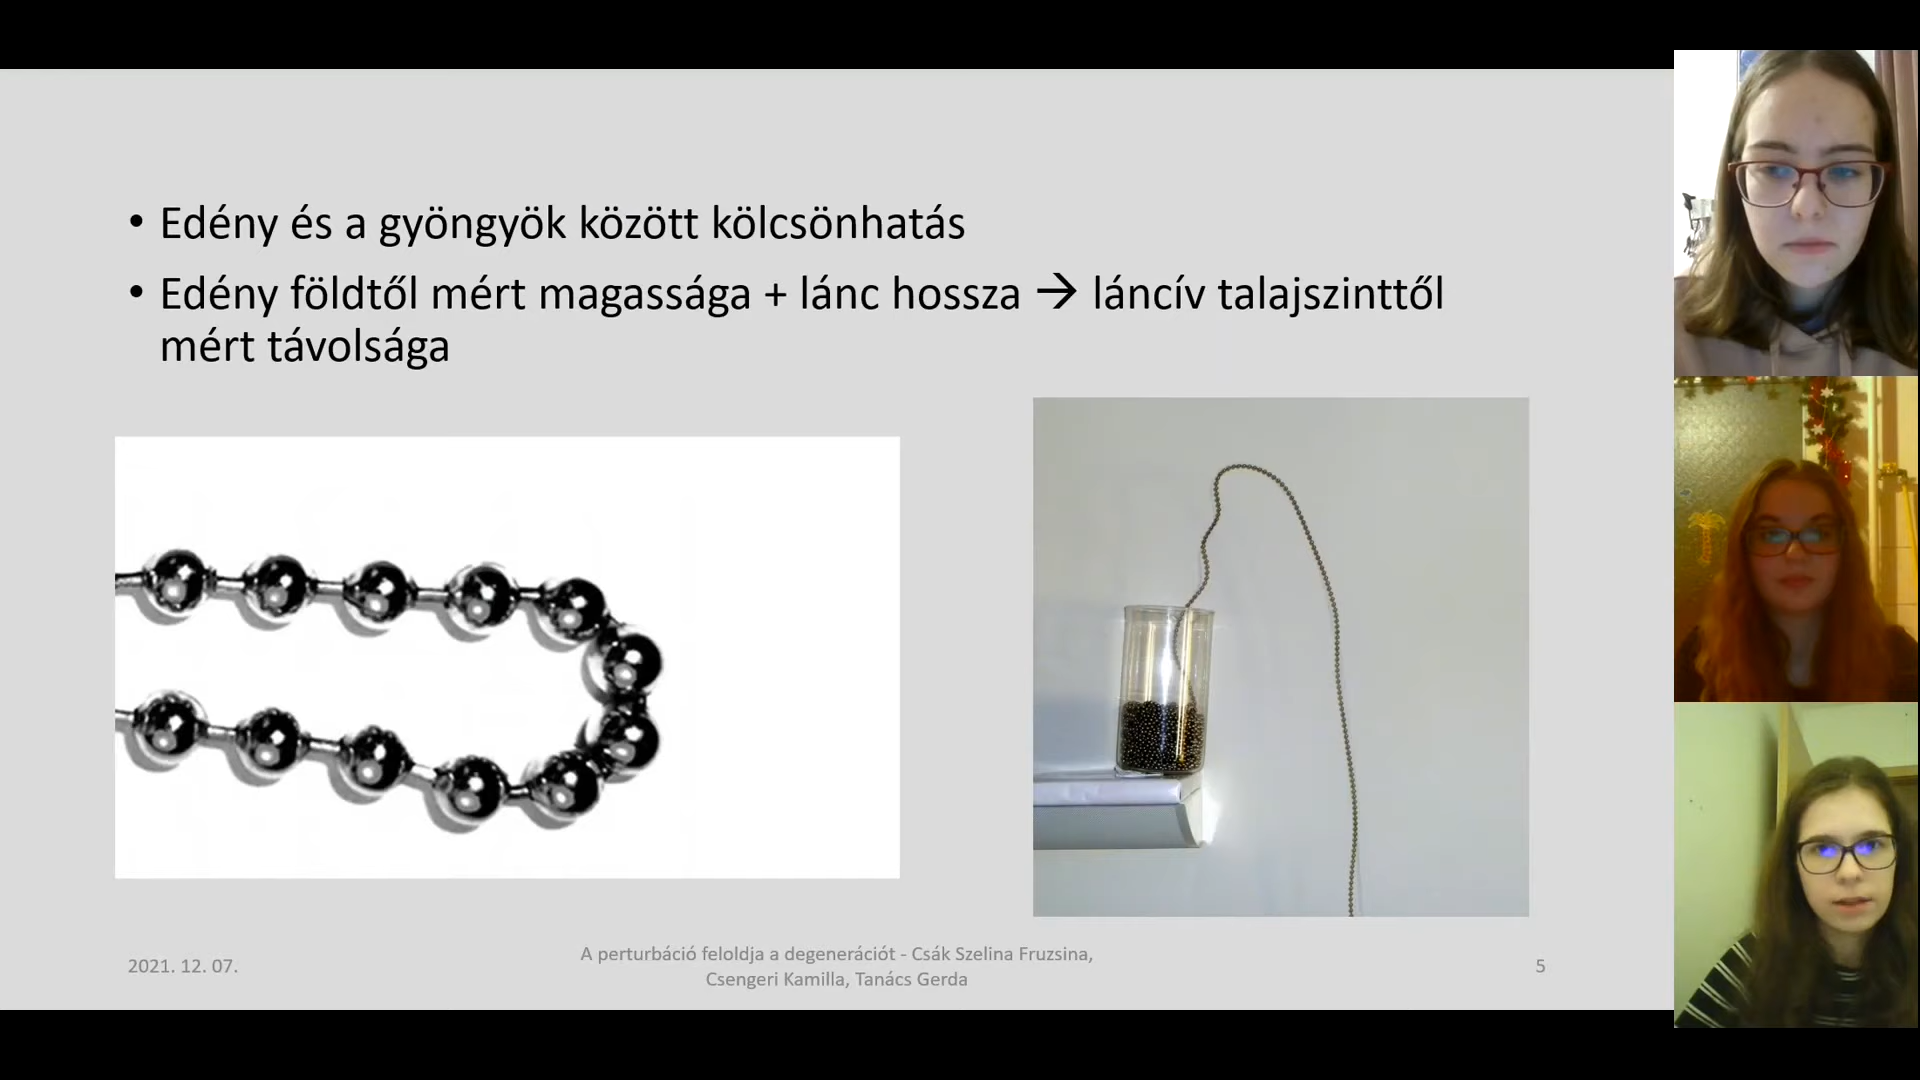 • Edény és a gyöngyök között kölcsönhatás
• Edény földtől mért magassága + lánc hossza → láncív talajszinttől
mért távolsága
2021. 12. 07.
A perturbáció feloldja a degenerációt - Csák Szelina Fruzsina,
Csengeri Kamilla, Tanács Gerda
5